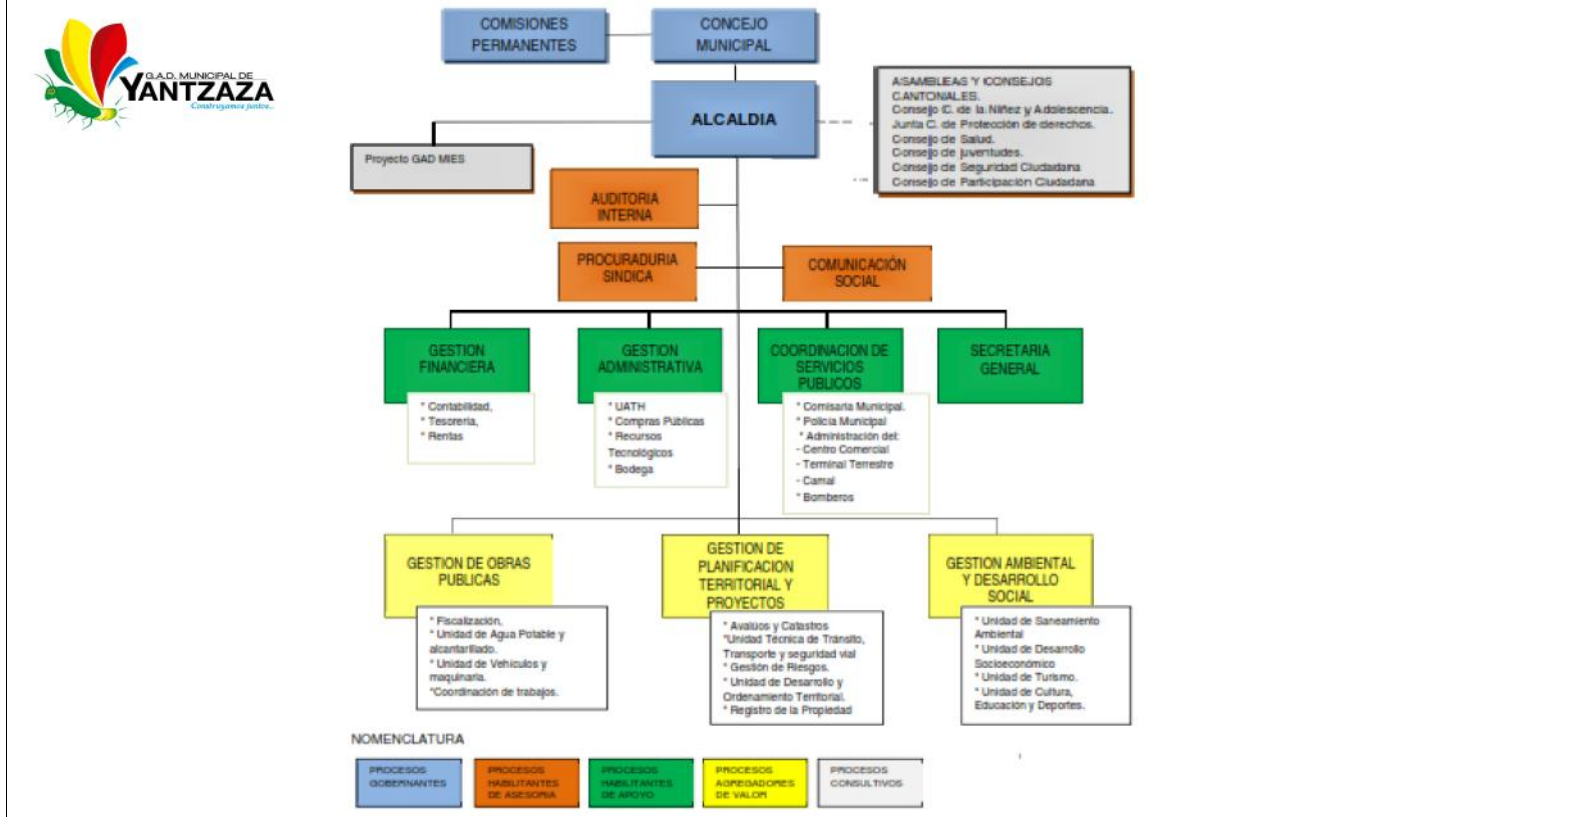 G.A.D. MUNICIPAL DE
YANTZAZA
Construyamos juntos..
COMISIONES
PERMANENTES
CONCEJO
MUNICIPAL
ALCALDIA
ASAMBLEAS Y CONSEJOS
CANTONALES.
Consejo C. de la Niñez y Adolescencia.
Junta C. de Protección de derechos.
Consejo de Salud.
Consejo de juventudes.
Consejo de Seguridad Ciudadana
Consejo de Participación Ciudadana
Proyecto GAD MIES
AUDITORIA
INTERNA
PROCURADURIA
SINDICA
COMUNICACIÓN
SOCIAL
GESTION
FINANCIERA
* Contabilidad,
* Tesorería,
* Rentas
GESTION
ADMINISTRATIVA
* UATH
* Compras Públicas
* Recursos
Tecnológicos
* Bodega
COORDINACION DE
SERVICIOS
PUBLICOS
* Comisaría Municipal.
* Policía Municipal
* Administración del:
- Centro Comercial
- Terminal Terrestre
- Camal
* Bomberos
SECRETARIA
GENERAL
GESTION DE OBRAS
PUBLICAS
* Fiscalización,
* Unidad de Agua Potable y
alcantarillado.
* Unidad de Vehículos y
maquinaria.
*Coordinación de trabajos.
GESTION DE
PLANIFICACION
TERRITORIAL Y
PROYECTOS
* Avalúos y Catastros
*Unidad Técnica de Tránsito,
Transporte y seguridad vial
* Gestión de Riesgos.
* Unidad de Desarrollo y
Ordenamiento Territorial.
* Registro de la Propiedad
GESTION AMBIENTAL
Y DESARROLLO
SOCIAL
* Unidad de Saneamiento
Ambiental
* Unidad de Desarrollo
Socioeconómico
* Unidad de Turismo.
* Unidad de Cultura,
Educación y Deportes.
NOMENCLATURA
PROCESOS
GOBERNANTES
PROCESOS
HABILITANTES
DE ASESORIA
PROCESOS
HABILITANTES
DE APOYO
PROCESOS
AGREGADORES
DE VALOR
PROCESOS
CONSULTIVOS